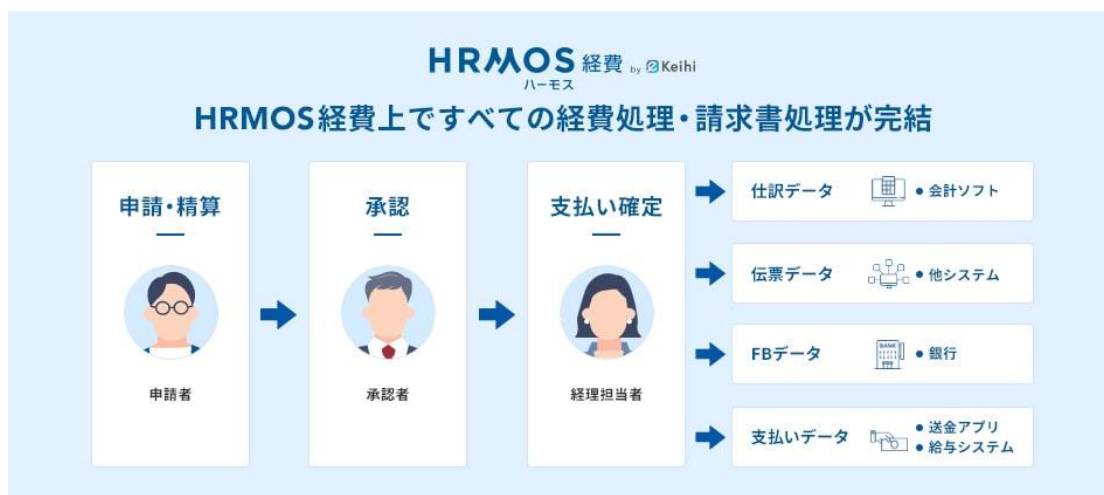 HRMOS 経費 by eKeihi
ハーモス
HRMOS経費上ですべての経費処理・請求書処理が完結
申請・精算
申請者
承認
承認者
支払い確定
経理担当者
仕訳データ
• 会計ソフト
伝票データ
• 他システム
FBデータ
BANK
• 銀行
支払いデータ
• 送金アプリ
• 給与システム